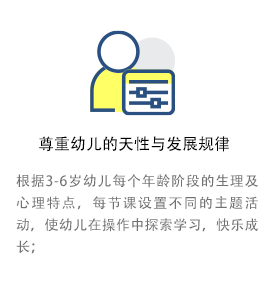 尊重幼儿的天性与发展规律
根据3-6岁幼儿每个年龄阶段的生理及
心理特点，每节课设置不同的主题活
动，使幼儿在操作中探索学习，快乐成
长；